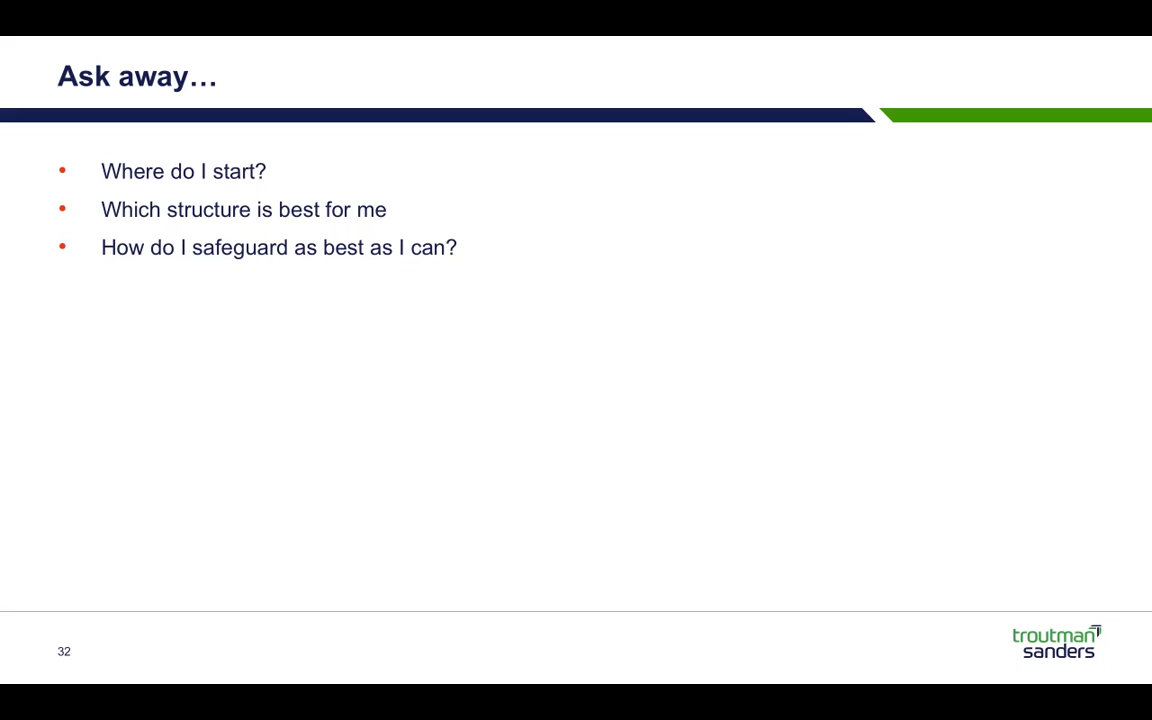 Ask away…
• Where do I start?
• Which structure is best for me
• How do I safeguard as best as I can?
32
troutman
sanders